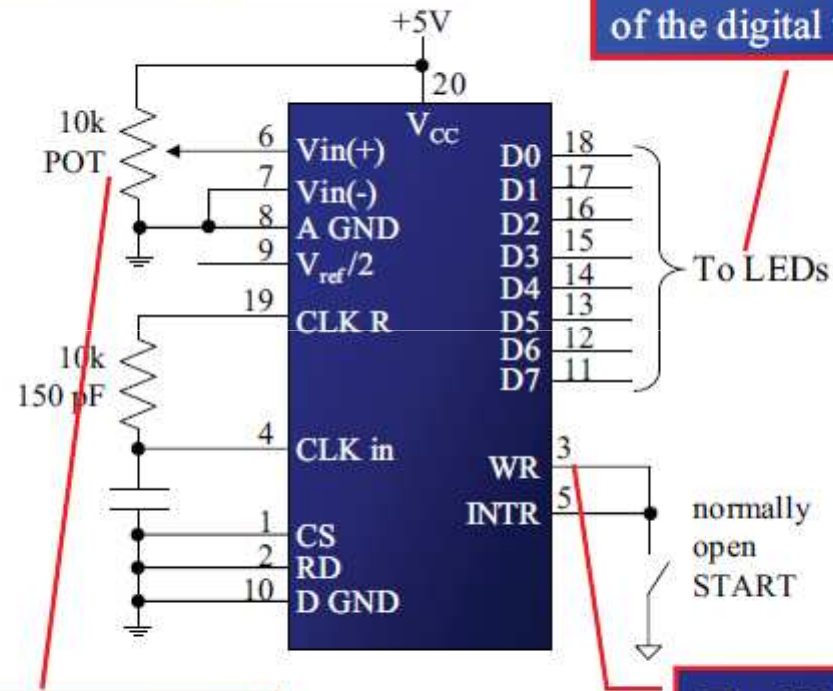 of the digital
+5V
20
10k
POT
6
Vin(+)
V_CC
D0
18
7
Vin(-)
D1
17
8
A GND
D2
16
9
V_ref/2
D3
15
To LEDs
D4
14
19
CLK R
D5
13
D6
12
D7
11
10k
150 pF
4
CLK in
WR
3
INTR
5
normally
open
START
1
CS
2
RD
10
D GND